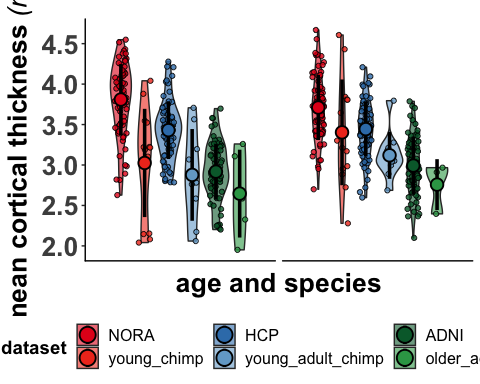 nean cortical thickness (
4.5
4.0
3.5
3.0
2.5
2.0
age and species
dataset
NORA
HCP
ADNI
young_chimp
young_adult_chimp
older_a